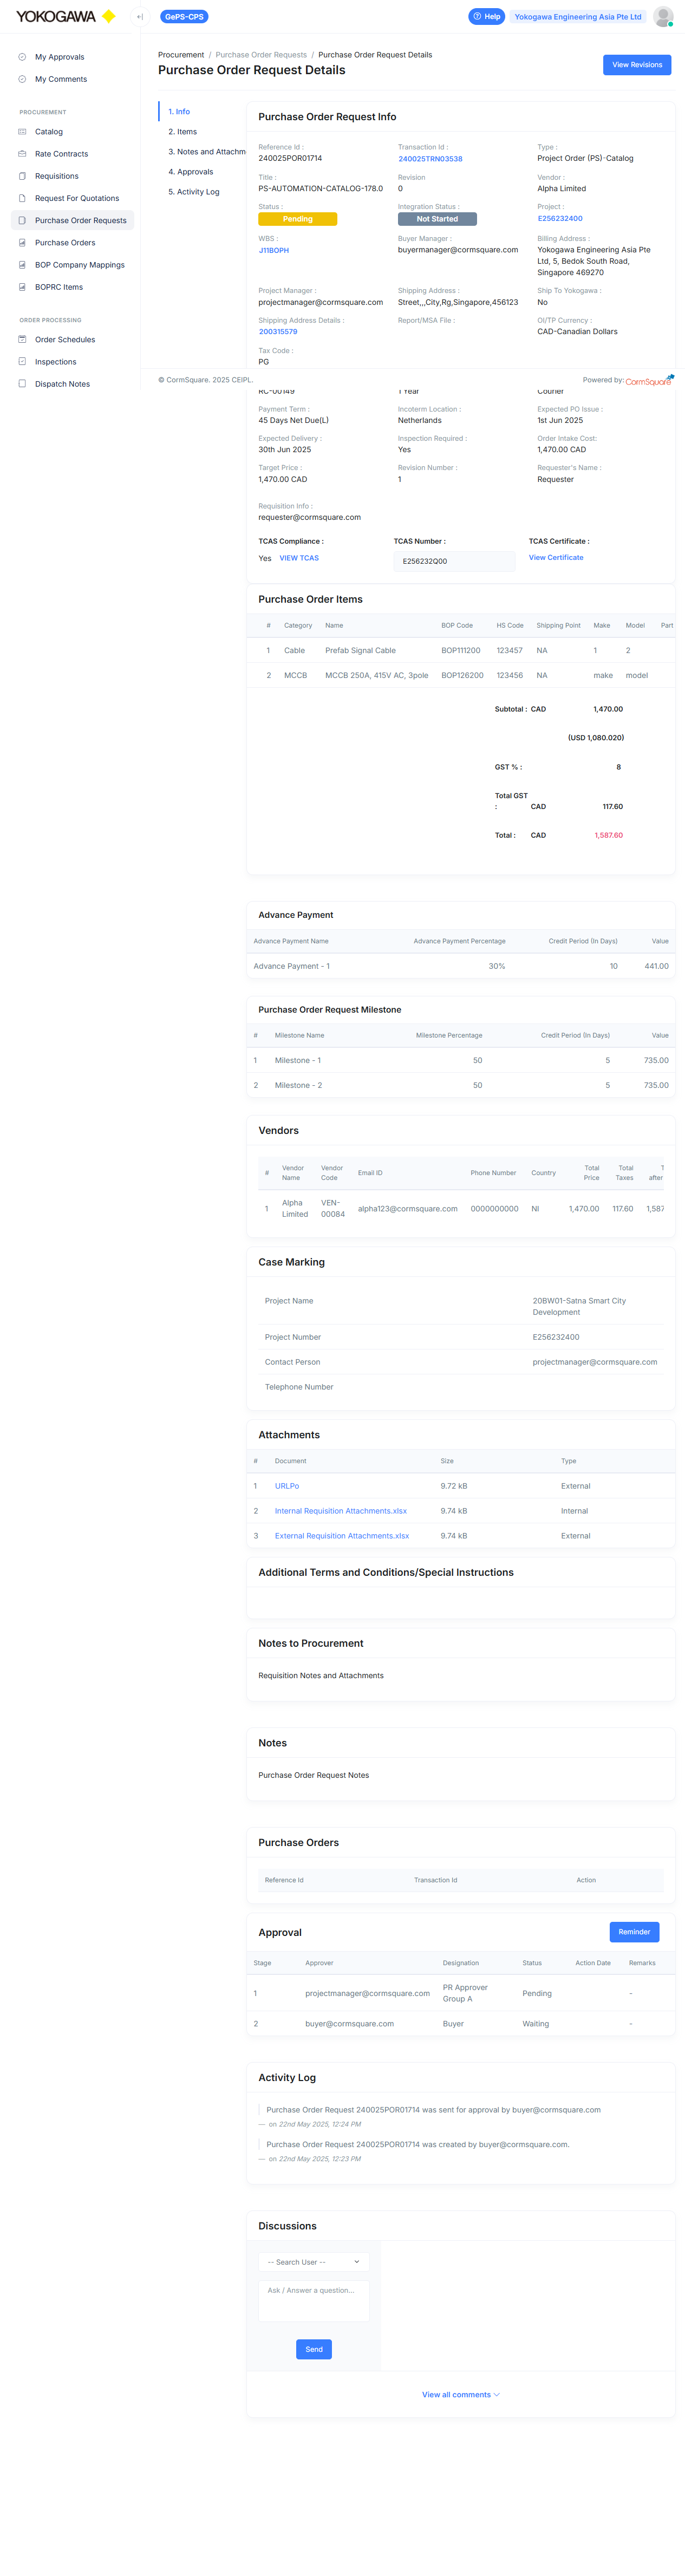 YOKOGAWA
GePS-CPS
Help
Yokogawa Engineering Asia Pte Ltd
My Approvals
My Comments
PROCUREMENT
Catalog
Rate Contracts
Requisitions
Request For Quotations
Purchase Order Requests
Purchase Orders
BOP Company Mappings
BOPRC Items
ORDER PROCESSING
Order Schedules
Inspections
Dispatch Notes
Procurement / Purchase Order Requests / Purchase Order Request Details
Purchase Order Request Details
View Revisions
1. Info
2. Items
3. Notes and Attachm
4. Approvals
5. Activity Log
Purchase Order Request Info
Reference Id : Transaction Id : Type :
240025POR01714 240025TRN03538 Project Order (PS)-Catalog
Title : Revision Vendor :
PS-AUTOMATION-CATALOG-178.0 0 Alpha Limited
Status : Integration Status : Project :
Pending Not Started E256232400
WBS : Buyer Manager : Billing Address :
J11BOPH buyermanager@cormsquare.com Yokogawa Engineering Asia Pte
Ltd, 5, Bedok South Road,
Singapore 469270
Project Manager : Shipping Address : Ship To Yokogawa :
projectmanager@cormsquare.com Street,,,City,Rg,Singapore,456123 No
Shipping Address Details : Report/MSA File : OI/TP Currency :
200315579 CAD-Canadian Dollars
Tax Code :
PG
© CormSquare. 2025 CEIPL. Powered by: CormSquare
RC-00149 1 Year Courier
Payment Term : Incoterm Location : Expected PO Issue :
45 Days Net Due(L) Netherlands 1st Jun 2025
Expected Delivery : Inspection Required : Order Intake Cost:
30th Jun 2025 Yes 1,470.00 CAD
Target Price : Revision Number : Requester's Name :
1,470.00 CAD 1 Requester
Requisition Info :
requester@cormsquare.com
TCAS Compliance : TCAS Number : TCAS Certificate :
Yes VIEW TCAS E256232Q00 View Certificate
Purchase Order Items
# Category Name BOP Code HS Code Shipping Point Make Model Part
1 Cable Prefab Signal Cable BOP111200 123457 NA 1 2
2 MCCB MCCB 250A, 415V AC, 3pole BOP126200 123456 NA make model
Subtotal : CAD 1,470.00
(USD 1,080.020)
GST % : 8
Total GST
: CAD 117.60
Total : CAD 1,587.60
Advance Payment
Advance Payment Name Advance Payment Percentage Credit Period (In Days) Value
Advance Payment - 1 30% 10 441.00
Purchase Order Request Milestone
# Milestone Name Milestone Percentage Credit Period (In Days) Value
1 Milestone - 1 50 5 735.00
2 Milestone - 2 50 5 735.00
Vendors
# Vendor Name Vendor Code Email ID Phone Number Country Total Price Total Taxes T after
1 Alpha Limited VEN-00084 alpha123@cormsquare.com 0000000000 NI 1,470.00 117.60 1,587
Case Marking
Project Name 20BW01-Satna Smart City
Development
Project Number E256232400
Contact Person projectmanager@cormsquare.com
Telephone Number
Attachments
# Document Size Type
1 URLPo 9.72 kB External
2 Internal Requisition Attachments.xlsx 9.74 kB Internal
3 External Requisition Attachments.xlsx 9.74 kB External
Additional Terms and Conditions/Special Instructions
Notes to Procurement
Requisition Notes and Attachments
Notes
Purchase Order Request Notes
Purchase Orders
Reference Id Transaction Id Action
Approval
Reminder
Stage Approver Designation Status Action Date Remarks
1 projectmanager@cormsquare.com PR Approver Group A Pending -
2 buyer@cormsquare.com Buyer Waiting -
Activity Log
Purchase Order Request 240025POR01714 was sent for approval by buyer@cormsquare.com
— on 22nd May 2025, 12:24 PM
Purchase Order Request 240025POR01714 was created by buyer@cormsquare.com.
— on 22nd May 2025, 12:23 PM
Discussions
-- Search User --
Ask / Answer a question...
Send
View all comments